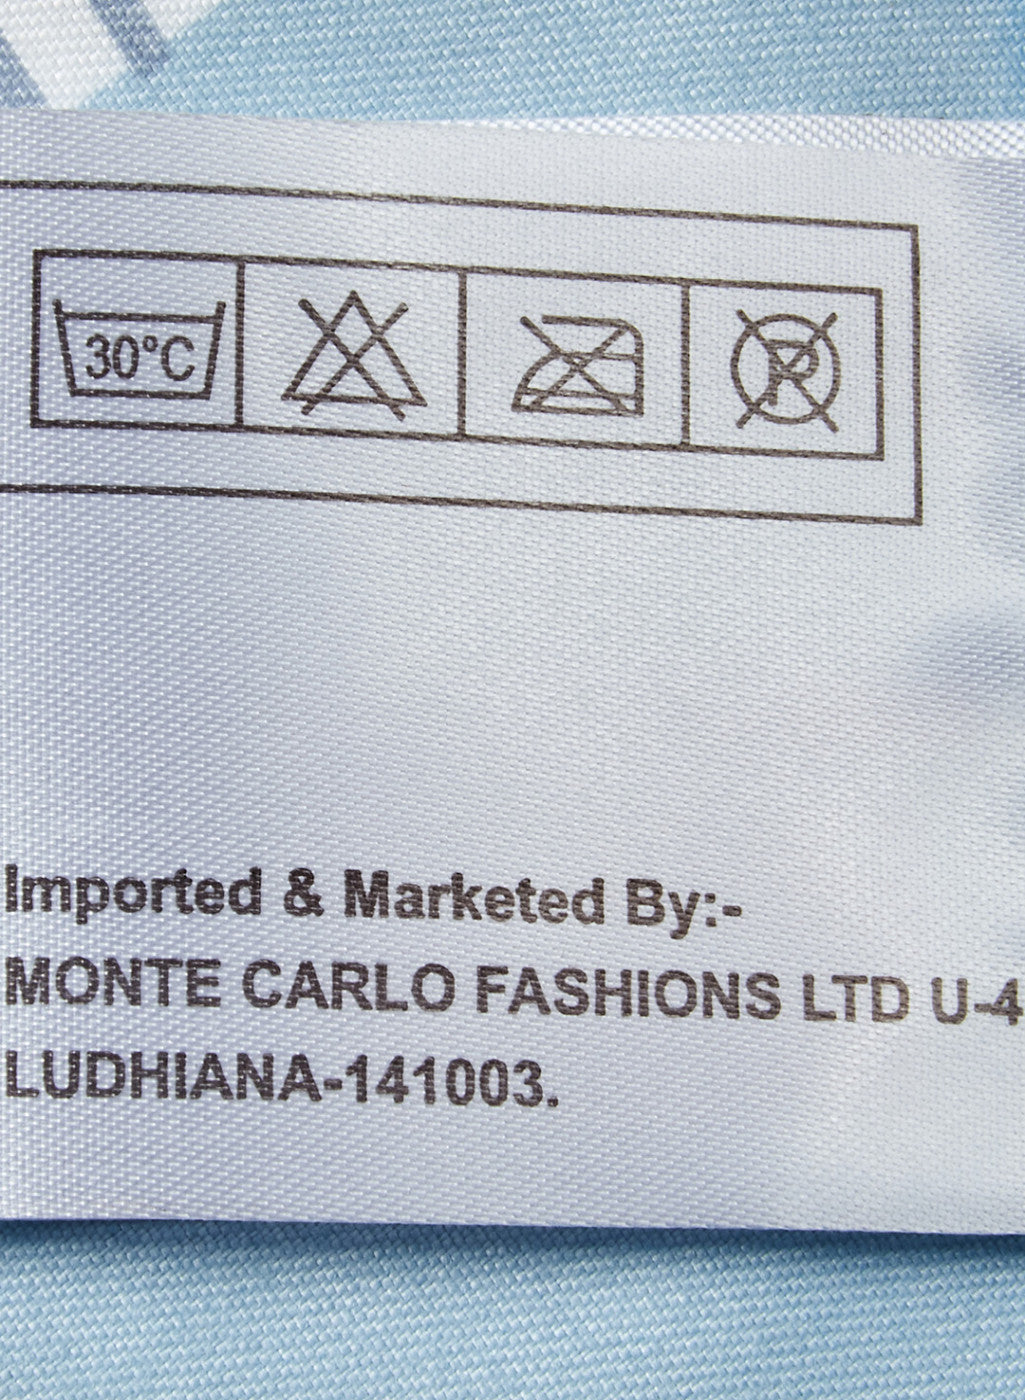 30°C
R
Imported & Marketed By:-
MONTE CARLO FASHIONS LTD U-4
LUDHIANA-141003.